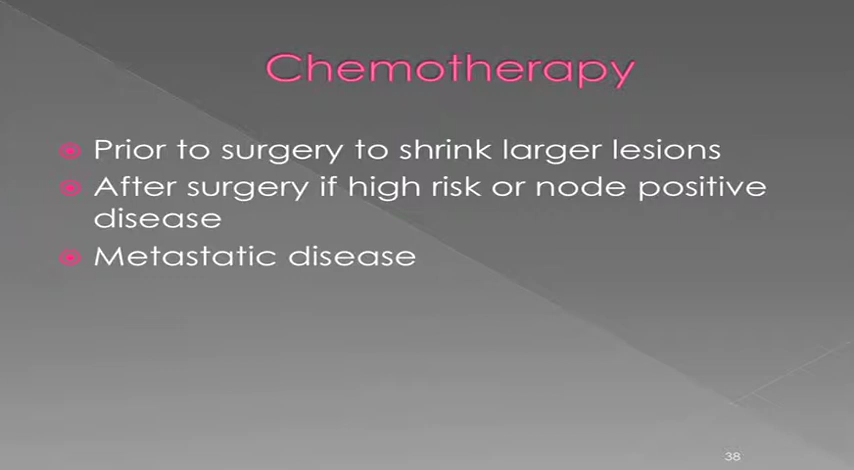 Chemotherapy
Prior to surgery to shrink larger lesions
After surgery if high risk or node positive
disease
Metastatic disease
38